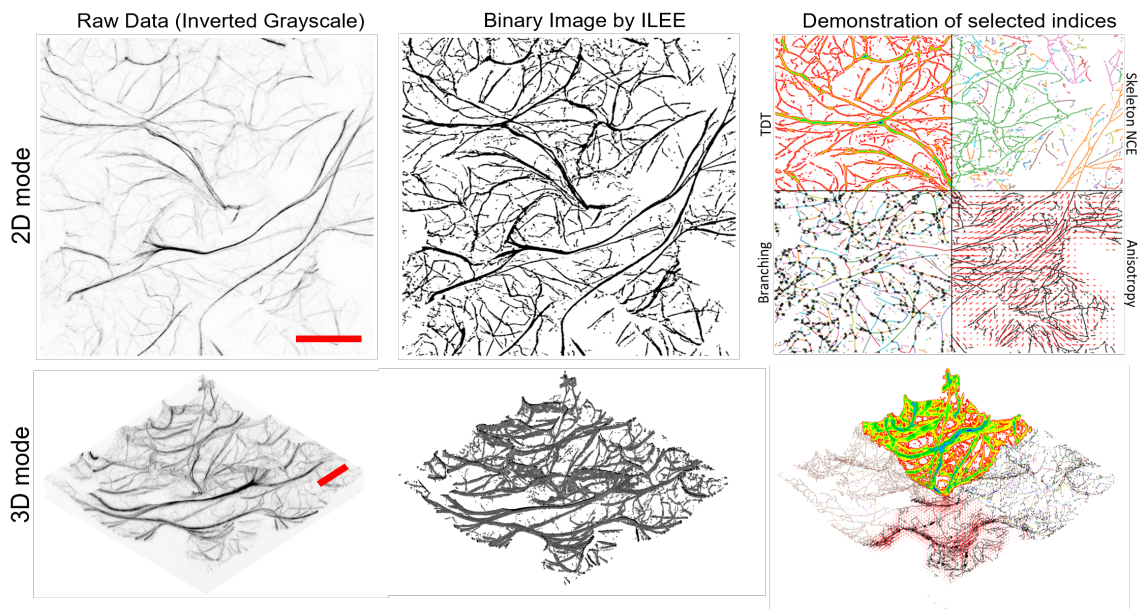 Raw Data (Inverted Grayscale)
Binary Image by ILEE
Demonstration of selected indices
2D mode
TDT
Skeleton NCE
Branching
Anisotropy
3D mode